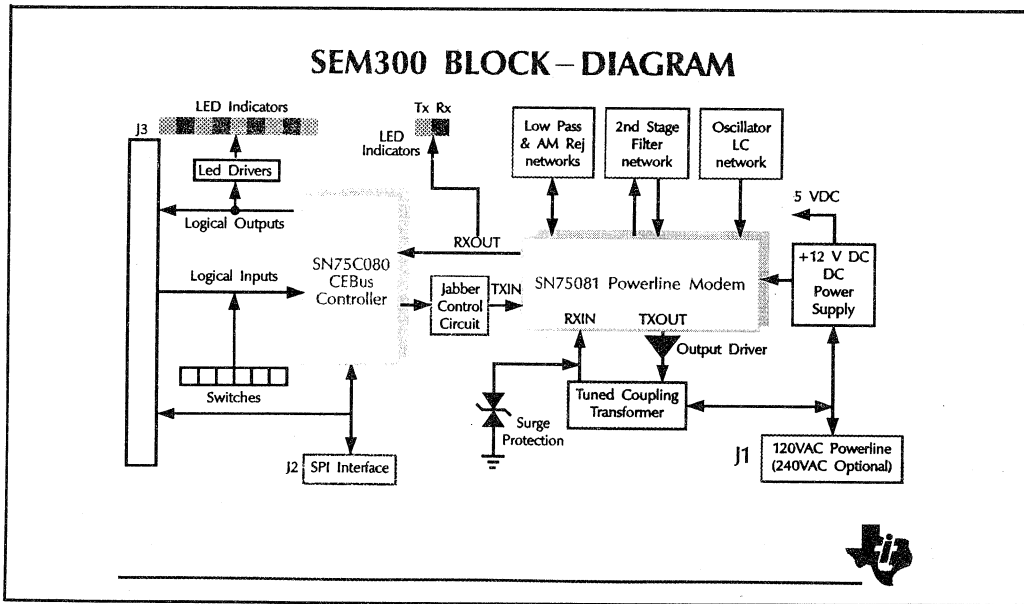 SEM300 BLOCK – DIAGRAM
LED Indicators
J3
Led Drivers
Logical Outputs
Logical Inputs
Switches
Tx Rx
LED
Indicators
SN75C080
CEBus
Controller
RXOUT
Jabber
Control
Circuit
TXIN
Low Pass
& AM Rej
networks
2nd Stage
Filter
network
Oscillator
LC
network
SN75081 Powerline Modem
RXIN
TXOUT
Output Driver
5 VDC
+12 V DC
DC
Power
Supply
Tuned Coupling
Transformer
Surge
Protection
J2
SPI Interface
J1
120VAC Powerline
(240VAC Optional)
i